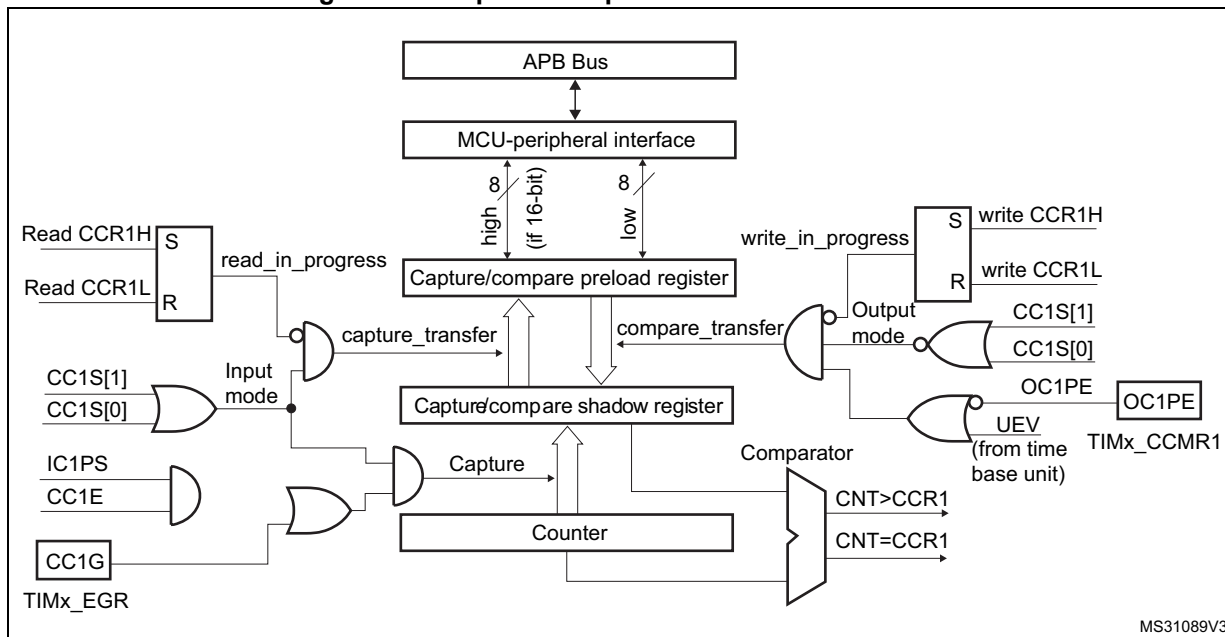 APB Bus
MCU-peripheral interface
8
high
(if 16-bit)
8
low
Read CCR1H
S
read_in_progress
Read CCR1L
R
write_in_progress
S
write CCR1H
R
write CCR1L
Capture/compare preload register
capture_transfer
compare_transfer
Output
mode
CC1S[1]
CC1S[0]
CC1S[1]
CC1S[0]
Input
mode
Capture/compare shadow register
OC1PE
OC1PE
UEV
(from time
base unit)
TIMx_CCMR1
IC1PS
CC1E
Capture
Comparator
CNT>CCR1
CNT=CCR1
Counter
CC1G
TIMx_EGR
MS31089V3